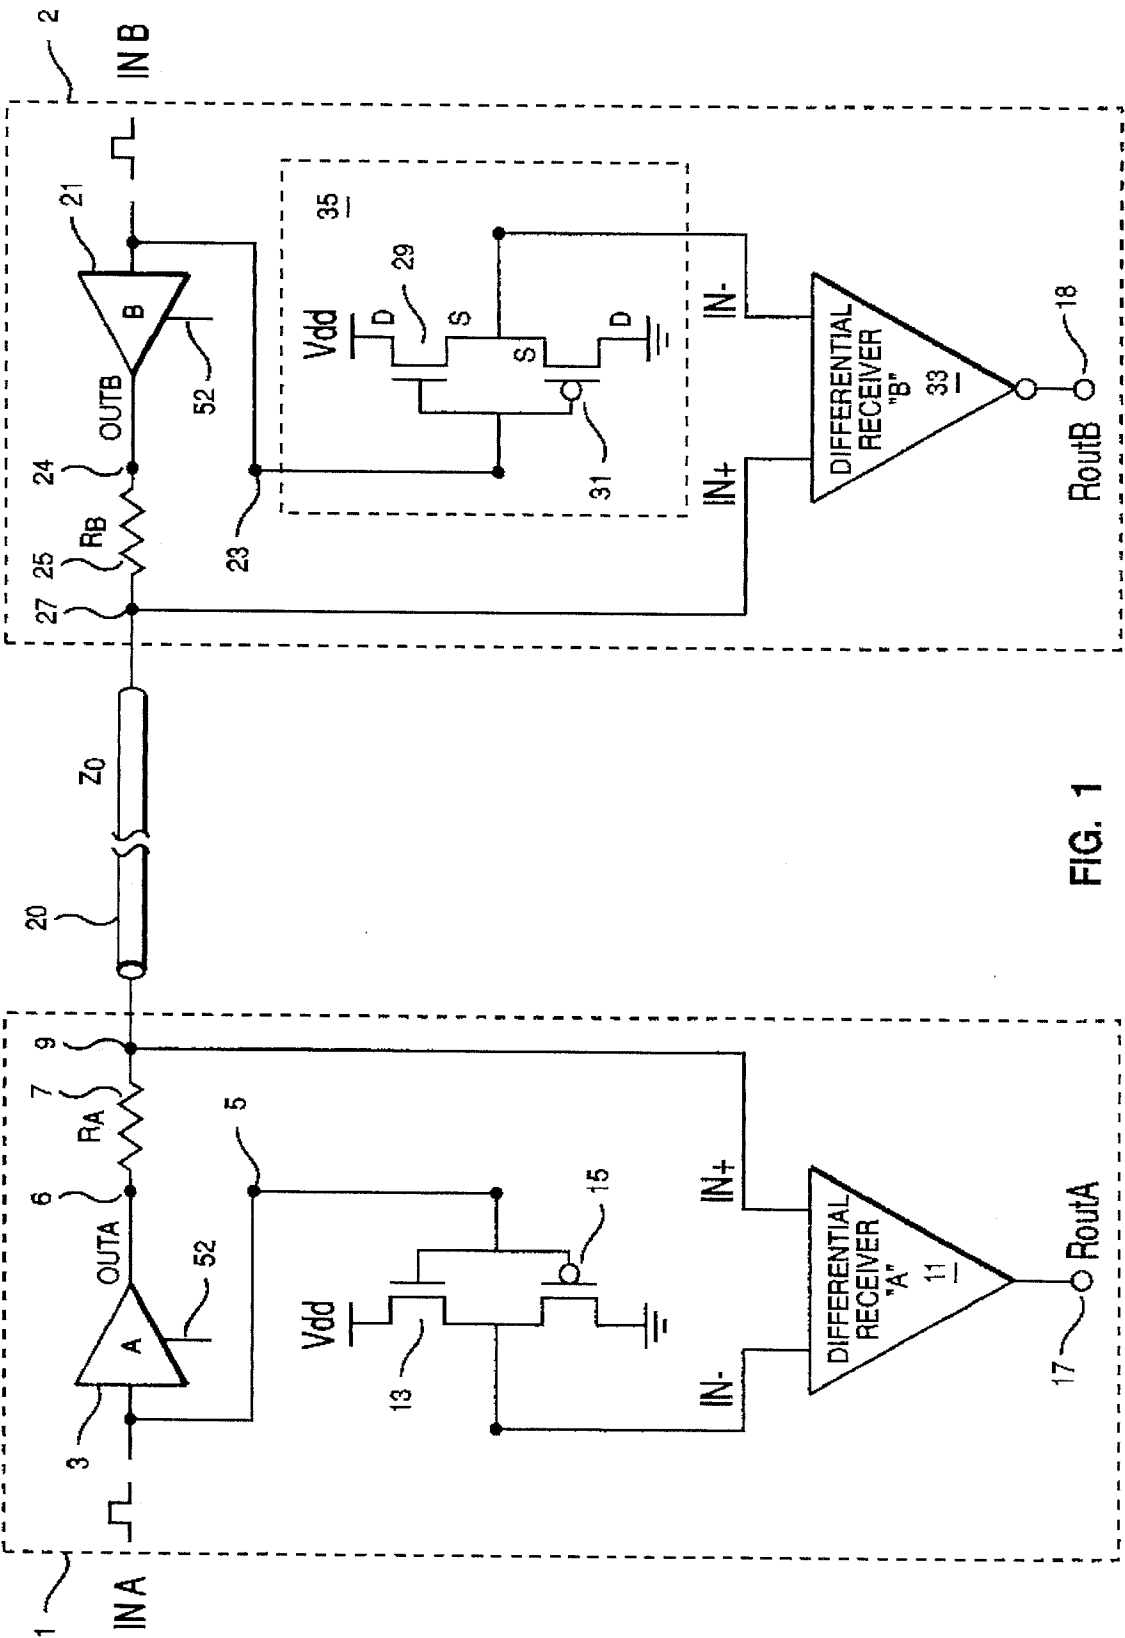 1
IN A
3
A
OUTA
52
6
RA
7
9
5
Vdd
13
15
IN-
IN+
DIFFERENTIAL
RECEIVER
"A"
11
17
RoutA
20
Z0
2
IN B
21
B
OUTB
52
24
RB
25
27
23
35
Vdd
D
29
S
S
D
31
IN+
IN-
DIFFERENTIAL
RECEIVER
"B"
33
RoutB
18
FIG. 1